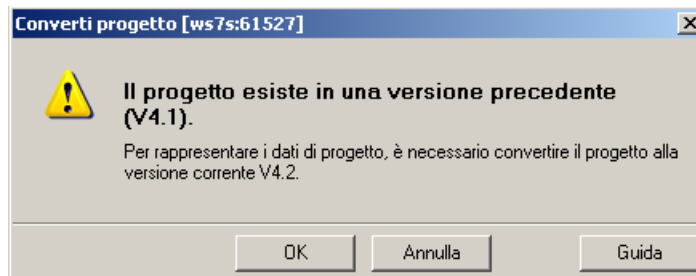 Converti progetto [ws7s:61527]
Il progetto esiste in una versione precedente
(V4.1).
Per rappresentare i dati di progetto, è necessario convertire il progetto alla
versione corrente V4.2.
OK Annulla Guida